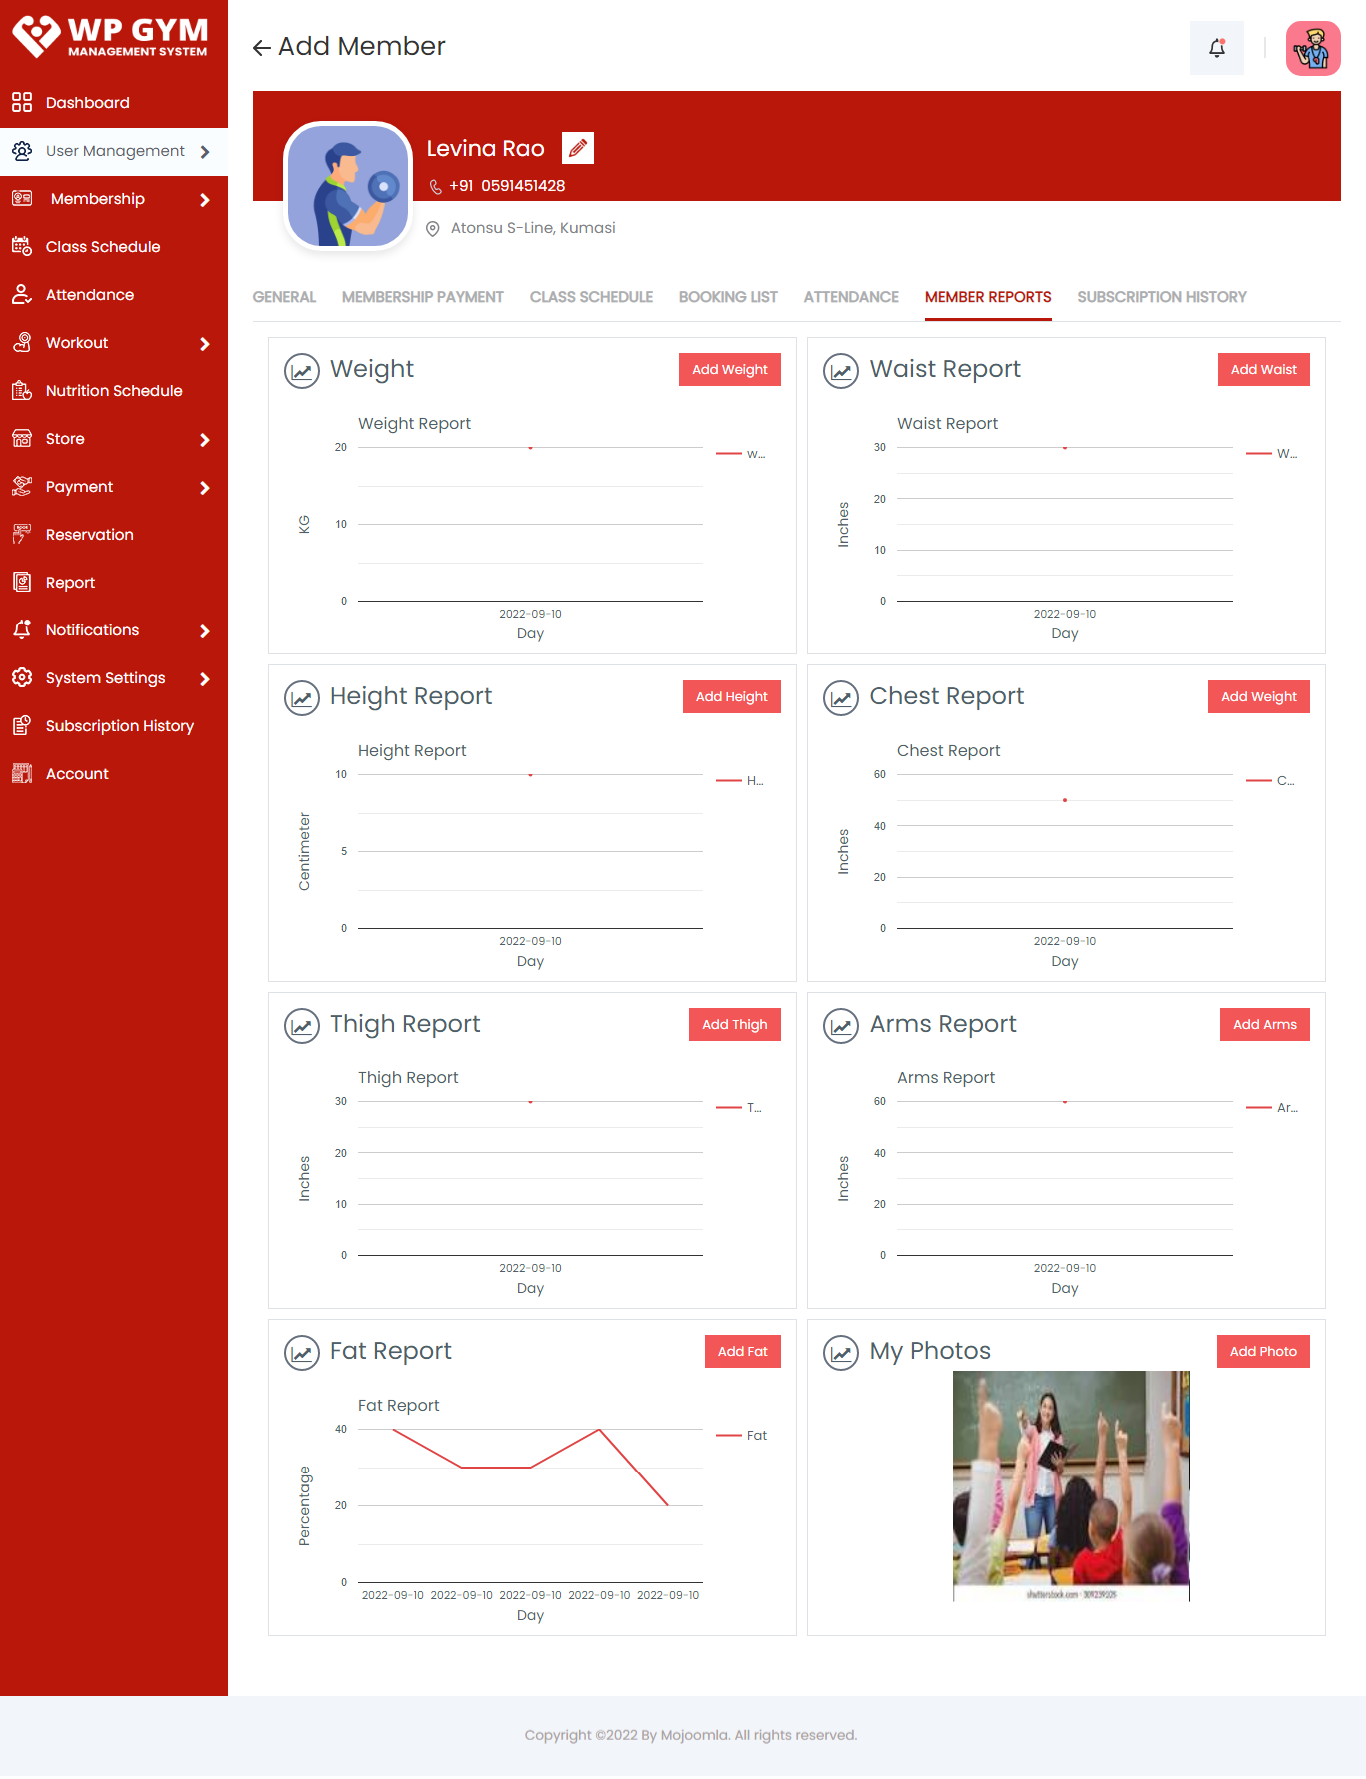 WP GYM
MANAGEMENT SYSTEM
Dashboard
User Management
Membership
Class Schedule
Attendance
Workout
Nutrition Schedule
Store
Payment
Reservation
Report
Notifications
System Settings
Subscription History
Account
Add Member
Levina Rao
+91 0591451428
Atonsu S-Line, Kumasi
GENERAL MEMBERSHIP PAYMENT CLASS SCHEDULE BOOKING LIST ATTENDANCE MEMBER REPORTS SUBSCRIPTION HISTORY
Weight Add Weight
Weight Report
20
w...
KG
10
0
2022-09-10
Day
Waist Report Add Waist
Waist Report
30
W...
20
Inches
10
0
2022-09-10
Day
Height Report Add Height
Height Report
10
H...
Centimeter
5
0
2022-09-10
Day
Chest Report Add Weight
Chest Report
60
C...
40
Inches
20
0
2022-09-10
Day
Thigh Report Add Thigh
Thigh Report
30
T...
20
Inches
10
0
2022-09-10
Day
Arms Report Add Arms
Arms Report
60
Ar...
40
Inches
20
0
2022-09-10
Day
Fat Report Add Fat
Fat Report
40
Fat
Percentage
20
0
2022-09-10 2022-09-10 2022-09-10 2022-09-10 2022-09-10
Day
My Photos Add Photo
shutterstock.com
Copyright ©2022 By Mojoomla. All rights reserved.